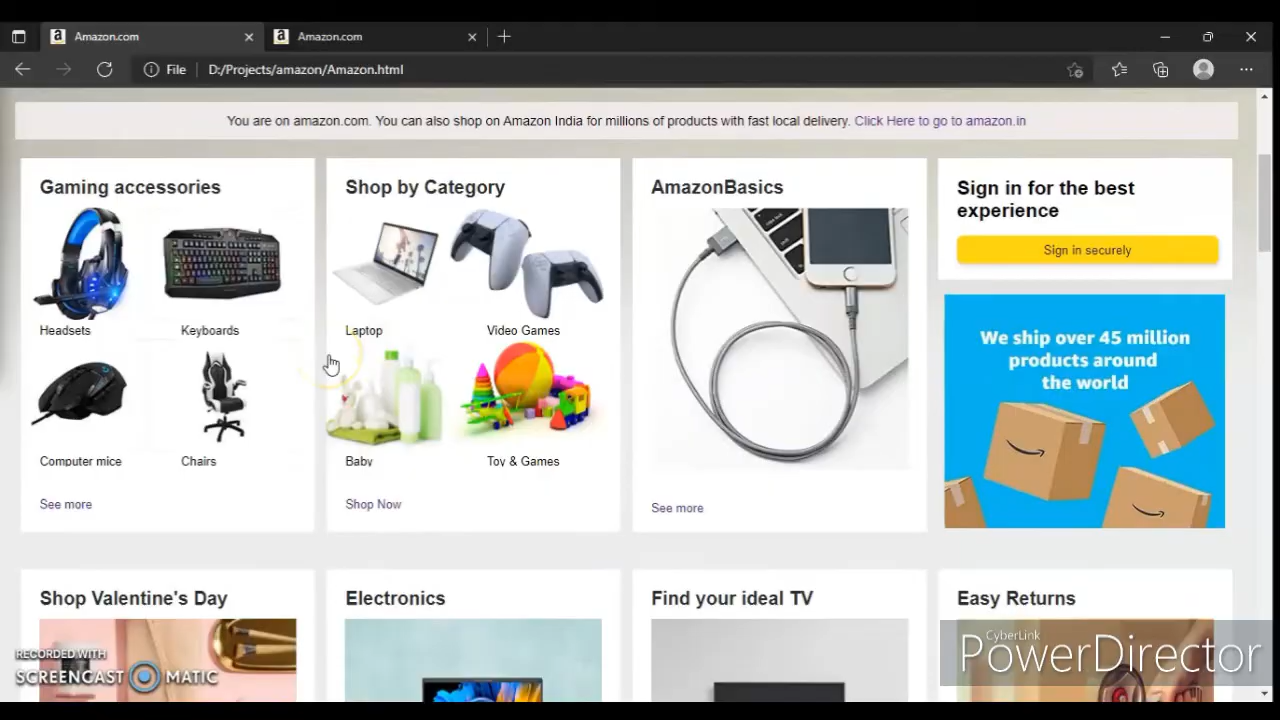 Amazon.com
Amazon.com
File
D:/Projects/amazon/Amazon.html
You are on amazon.com. You can also shop on Amazon India for millions of products with fast local delivery. Click Here to go to amazon.in
Gaming accessories
Headsets
Keyboards
Computer mice
Chairs
See more
Shop by Category
Laptop
Video Games
Baby
Toy & Games
Shop Now
AmazonBasics
See more
Sign in for the best
experience
Sign in securely
We ship over 45 million
products around
the world
Shop Valentine's Day
Electronics
Find your ideal TV
Easy Returns
RECORDED WITH
SCREENCAST MATIC
CyberLink
PowerDirector